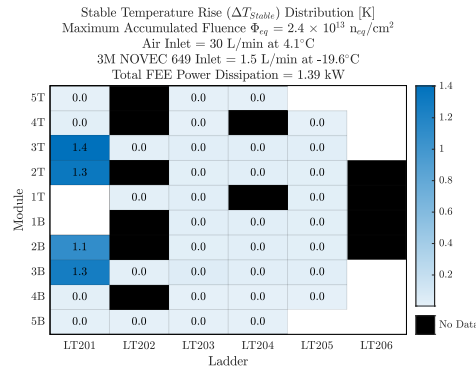 Stable Temperature Rise (ΔT_Stable) Distribution [K]
Maximum Accumulated Fluence Φ_eq = 2.4 × 10^13 n_eq/cm^2
Air Inlet = 30 L/min at 4.1°C
3M NOVEC 649 Inlet = 1.5 L/min at -19.6°C
Total FEE Power Dissipation = 1.39 kW
5T 0.0 0.0 0.0
4T 0.0 0.0 0.0
3T 1.4 0.0 0.0 0.0 0.0
2T 1.3 0.0 0.0 0.0
1T 0.0 0.0 0.0
1B 0.0 0.0 0.0
2B 1.1 0.0 0.0 0.0
3B 1.3 0.0 0.0 0.0 0.0
4B 0.0 0.0 0.0 0.0
5B 0.0 0.0 0.0 0.0
LT201 LT202 LT203 LT204 LT205 LT206
Ladder
Module
1.4
1.2
1
0.8
0.6
0.4
0.2
No Data